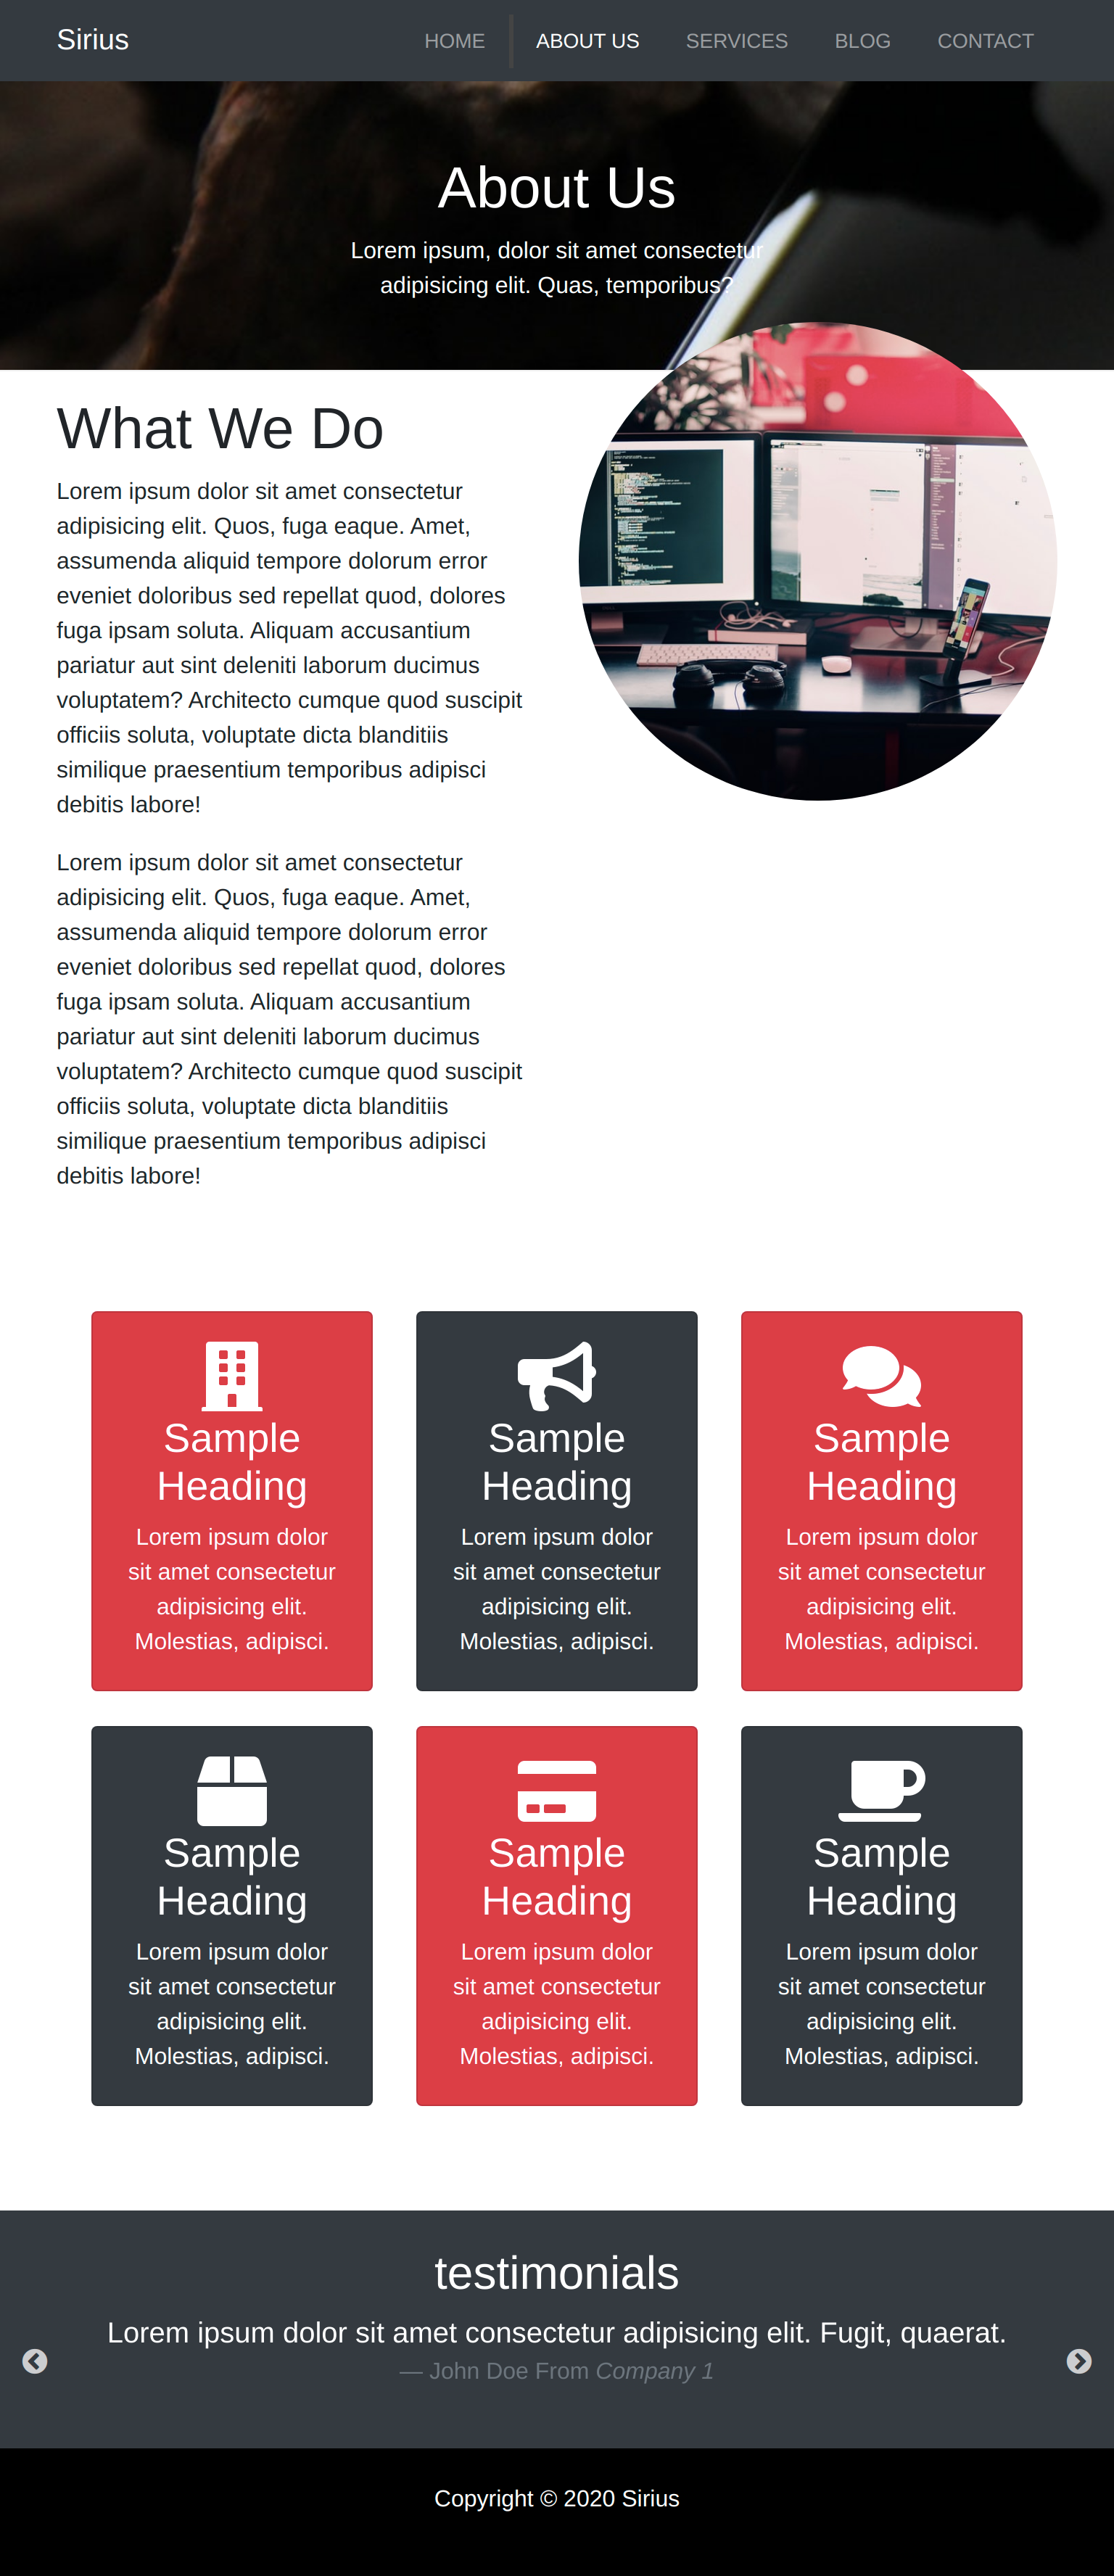 Sirius
HOME
ABOUT US
SERVICES
BLOG
CONTACT
About Us
Lorem ipsum, dolor sit amet consectetur
adipisicing elit. Quas, temporibus?
What We Do
Lorem ipsum dolor sit amet consectetur
adipisicing elit. Quos, fuga eaque. Amet,
assumenda aliquid tempore dolorum error
eveniet doloribus sed repellat quod, dolores
fuga ipsam soluta. Aliquam accusantium
pariatur aut sint deleniti laborum ducimus
voluptatem? Architecto cumque quod suscipit
officiis soluta, voluptate dicta blanditiis
similique praesentium temporibus adipisci
debitis labore!
Lorem ipsum dolor sit amet consectetur
adipisicing elit. Quos, fuga eaque. Amet,
assumenda aliquid tempore dolorum error
eveniet doloribus sed repellat quod, dolores
fuga ipsam soluta. Aliquam accusantium
pariatur aut sint deleniti laborum ducimus
voluptatem? Architecto cumque quod suscipit
officiis soluta, voluptate dicta blanditiis
similique praesentium temporibus adipisci
debitis labore!
Sample
Heading
Lorem ipsum dolor
sit amet consectetur
adipisicing elit.
Molestias, adipisci.
Sample
Heading
Lorem ipsum dolor
sit amet consectetur
adipisicing elit.
Molestias, adipisci.
Sample
Heading
Lorem ipsum dolor
sit amet consectetur
adipisicing elit.
Molestias, adipisci.
Sample
Heading
Lorem ipsum dolor
sit amet consectetur
adipisicing elit.
Molestias, adipisci.
Sample
Heading
Lorem ipsum dolor
sit amet consectetur
adipisicing elit.
Molestias, adipisci.
Sample
Heading
Lorem ipsum dolor
sit amet consectetur
adipisicing elit.
Molestias, adipisci.
testimonials
Lorem ipsum dolor sit amet consectetur adipisicing elit. Fugit, quaerat.
— John Doe From Company 1
Copyright © 2020 Sirius